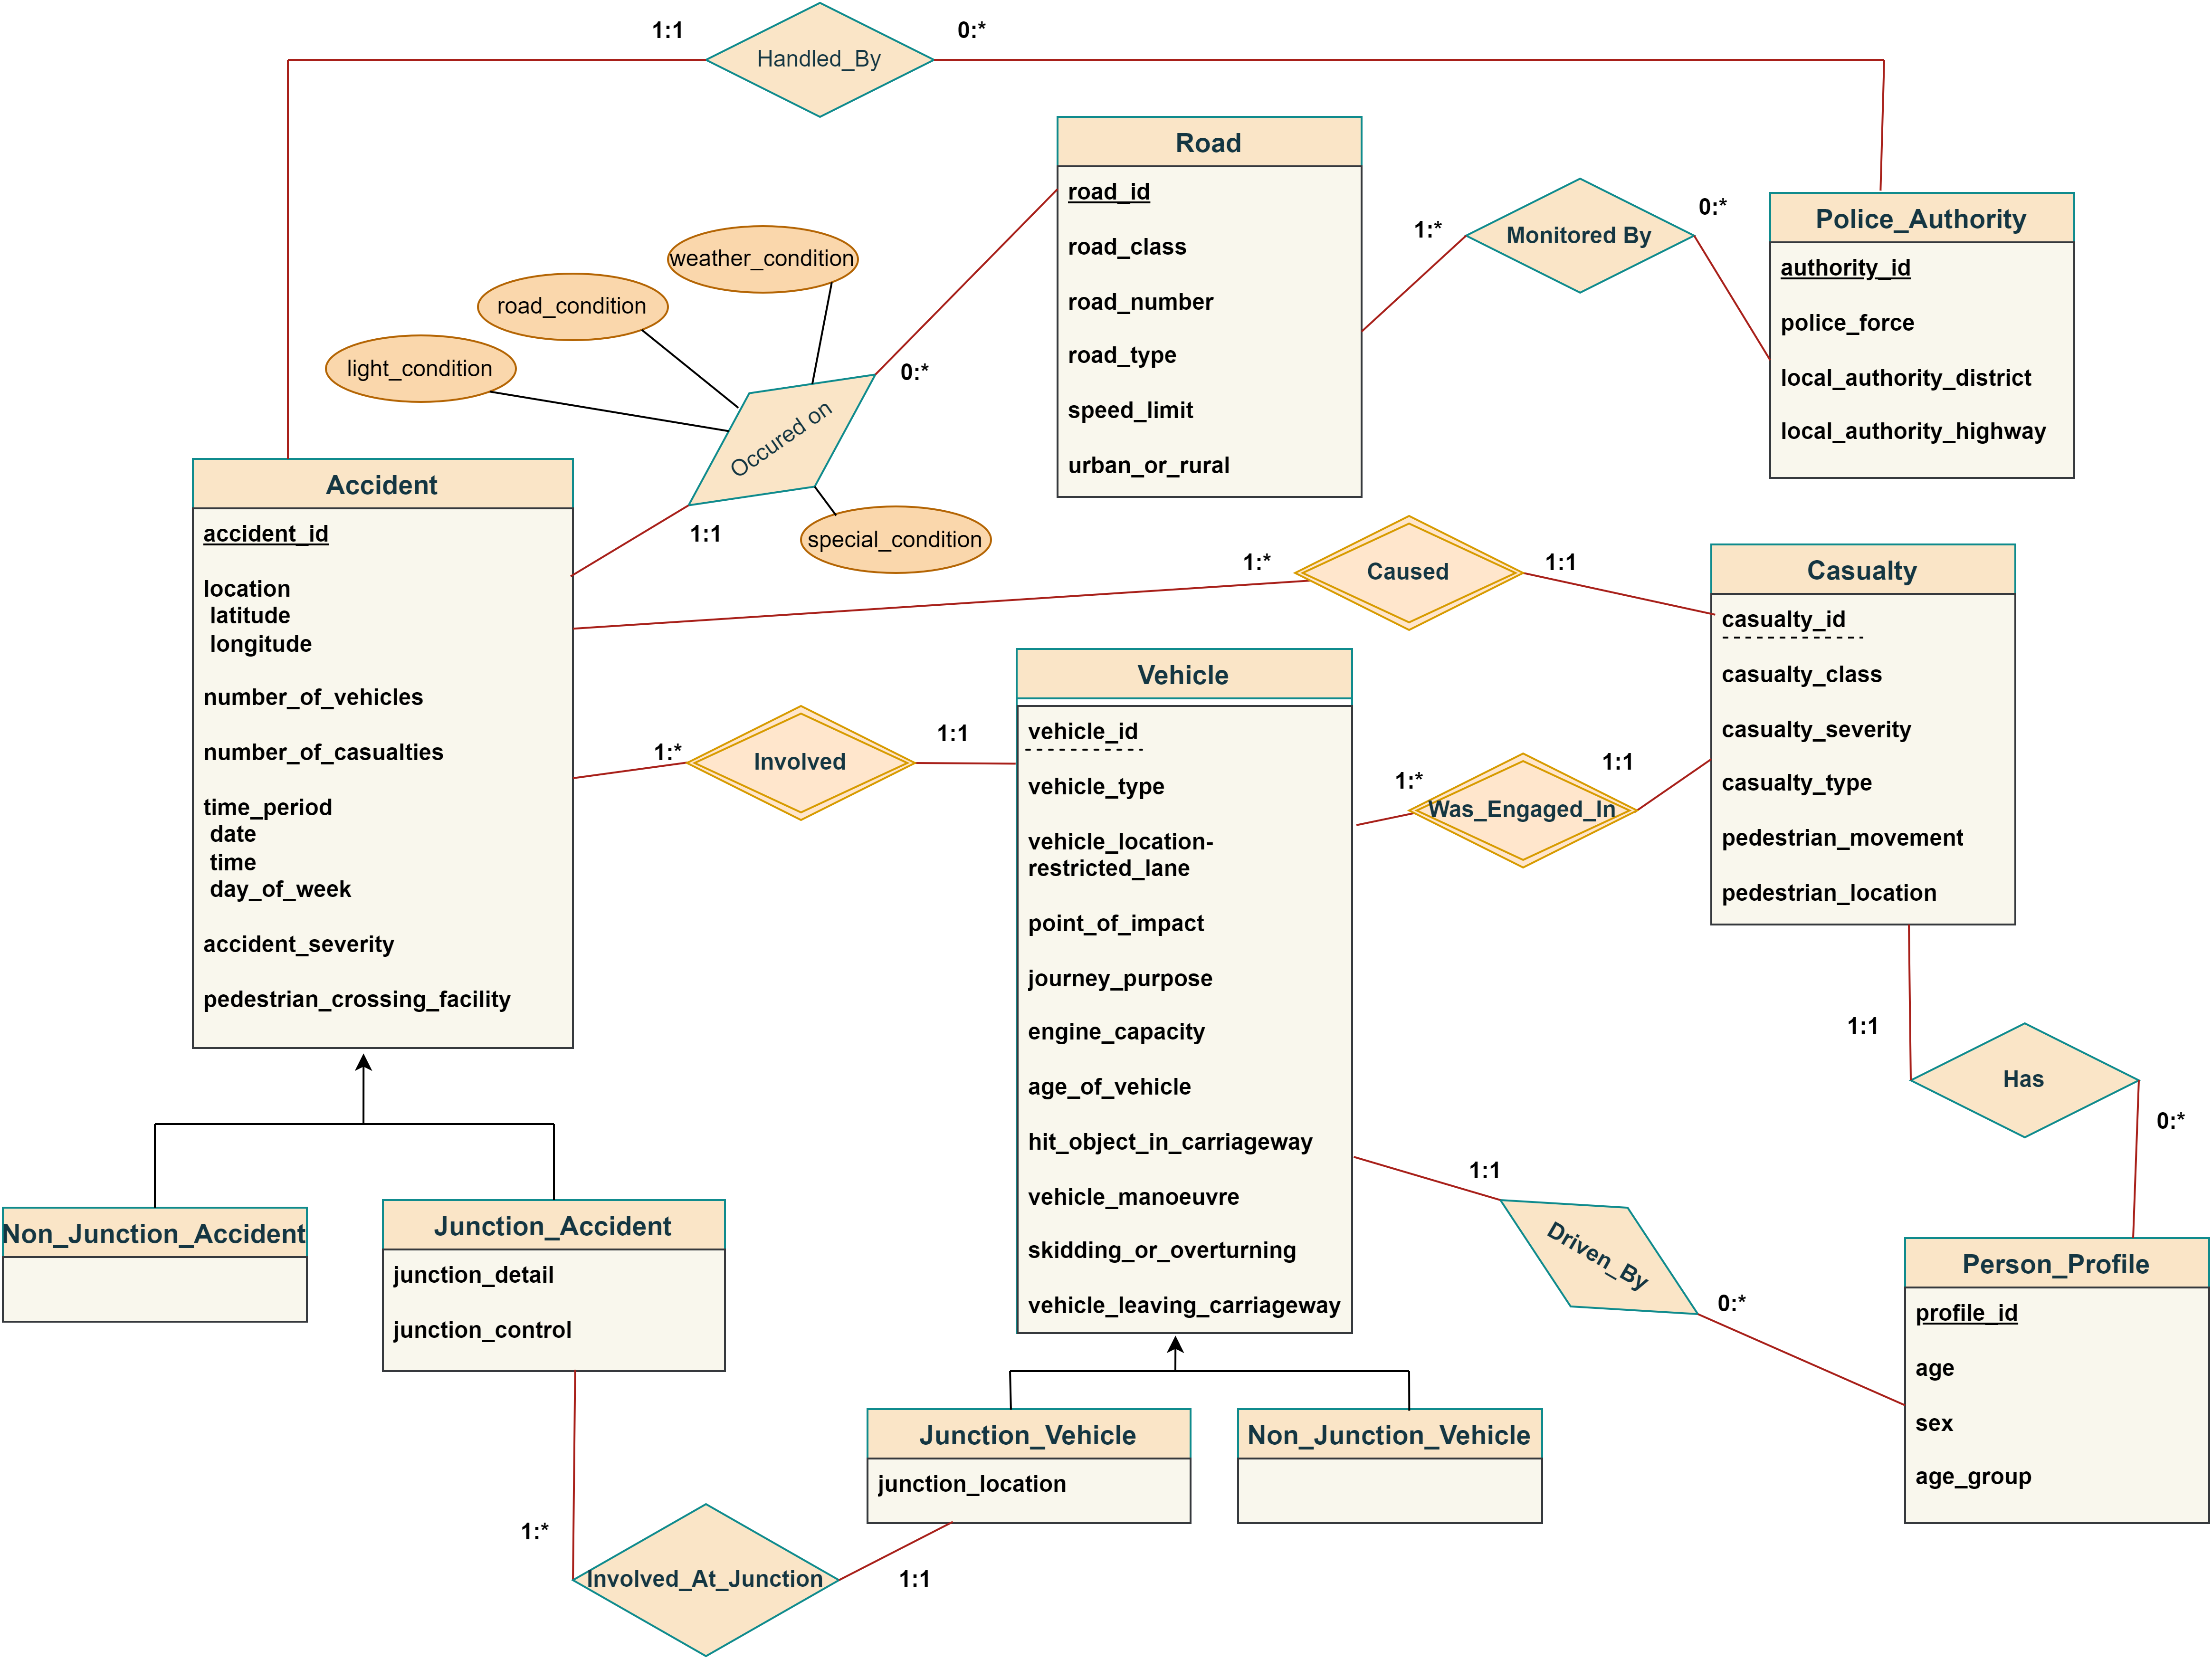 1:1
Handled_By
0:*
Road
road_id
road_class
road_number
road_type
speed_limit
urban_or_rural
1:*
Monitored By
0:*
Police_Authority
authority_id
police_force
local_authority_district
local_authority_highway
weather_condition
road_condition
light_condition
Occured on
0:*
1:1
special_condition
Accident
accident_id
location
latitude
longitude
number_of_vehicles
number_of_casualties
time_period
date
time
day_of_week
accident_severity
pedestrian_crossing_facility
1:*
Caused
1:1
Casualty
casualty_id
casualty_class
casualty_severity
casualty_type
pedestrian_movement
pedestrian_location
1:*
Involved
1:1
Vehicle
vehicle_id
vehicle_type
vehicle_location-
restricted_lane
point_of_impact
journey_purpose
engine_capacity
age_of_vehicle
hit_object_in_carriageway
vehicle_manoeuvre
skidding_or_overturning
vehicle_leaving_carriageway
1:*
Was_Engaged_In
1:1
1:1
Has
0:*
1:1
Driven_By
0:*
Person_Profile
profile_id
age
sex
age_group
Non_Junction_Accident
Junction_Accident
junction_detail
junction_control
Junction_Vehicle
junction_location
Non_Junction_Vehicle
1:*
Involved_At_Junction
1:1